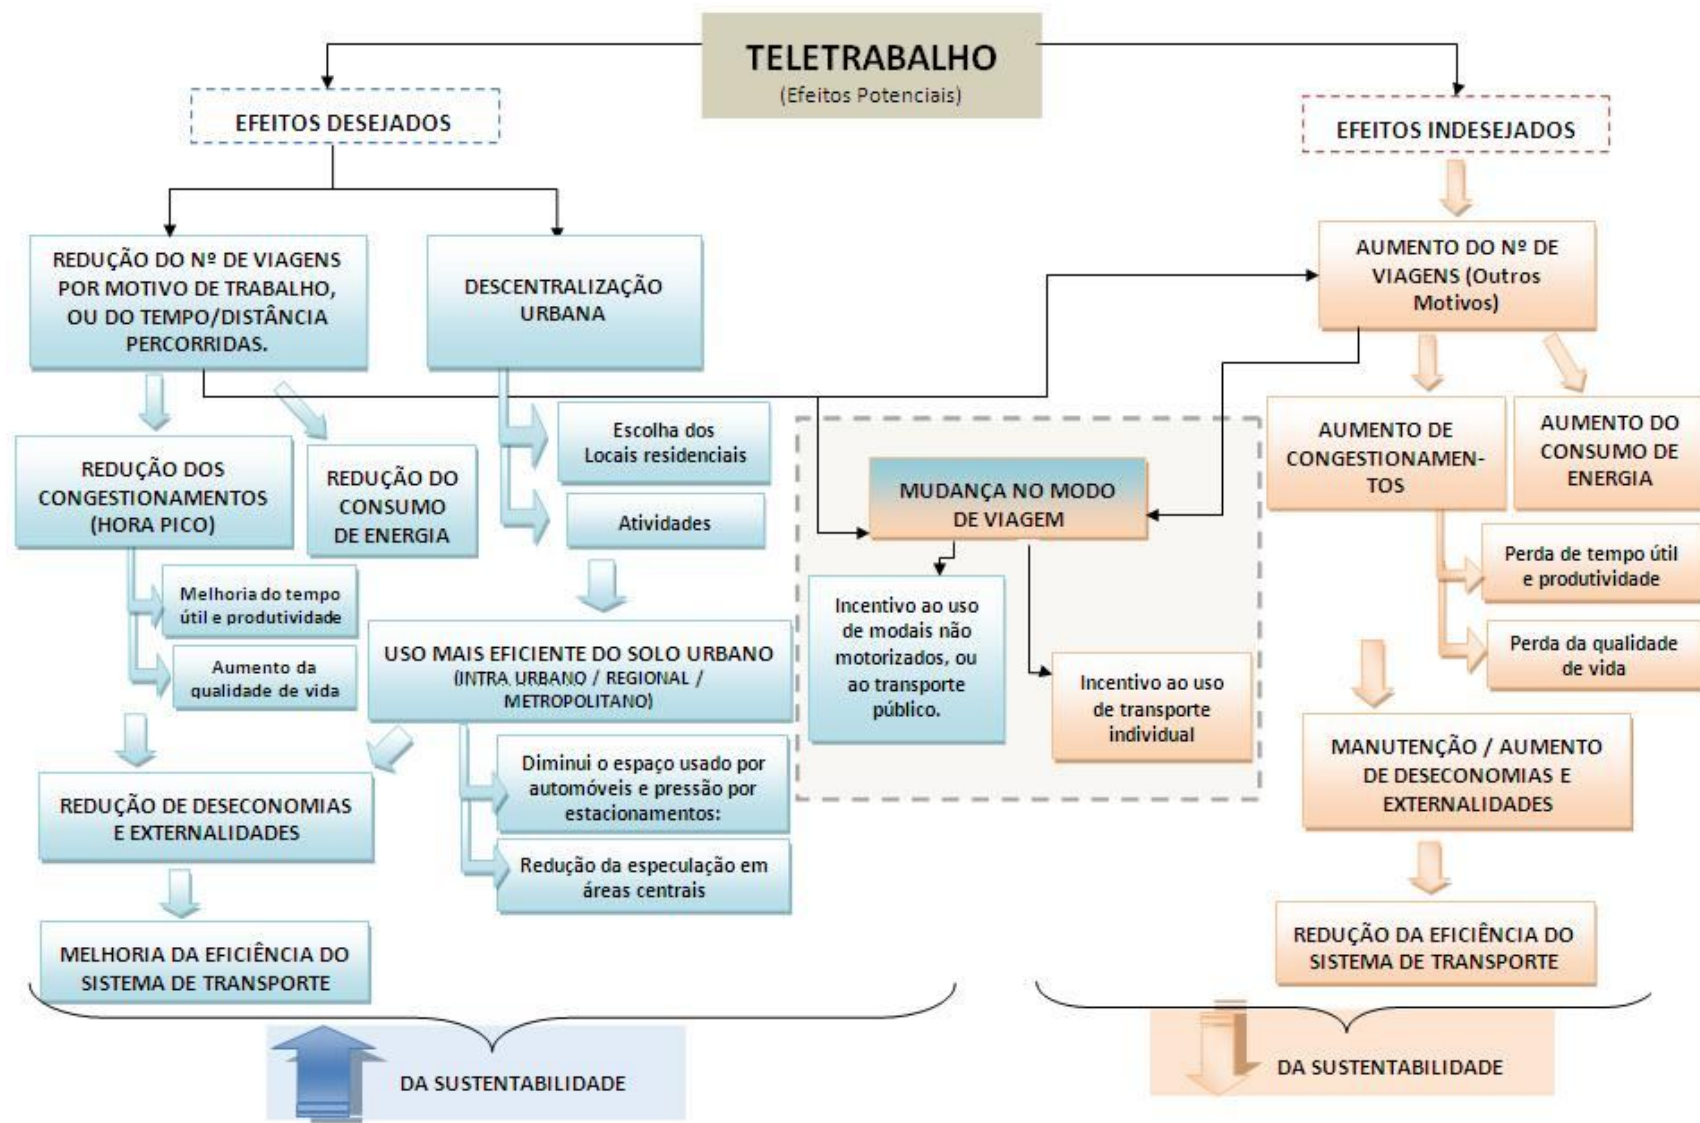 TELETRABALHO
(Efeitos Potenciais)
EFEITOS DESEJADOS
EFEITOS INDESEJADOS
REDUÇÃO DO Nº DE VIAGENS
POR MOTIVO DE TRABALHO,
OU DO TEMPO/DISTÂNCIA
PERCORRIDAS.
DESCENTRALIZAÇÃO
URBANA
AUMENTO DO Nº DE
VIAGENS (Outros
Motivos)
REDUÇÃO DOS
CONGESTIONAMENTOS
(HORA PICO)
REDUÇÃO DO
CONSUMO
DE ENERGIA
Escolha dos
Locais residenciais
Atividades
Melhoria do tempo
útil e produtividade
Aumento da
qualidade de vida
USO MAIS EFICIENTE DO SOLO URBANO
(INTRA URBANO / REGIONAL /
METROPOLITANO)
Diminui o espaço usado por
automóveis e pressão por
estacionamentos:
Redução da especulação em
áreas centrais
REDUÇÃO DE DESECONOMIAS
E EXTERNALIDADES
MELHORIA DA EFICIÊNCIA DO
SISTEMA DE TRANSPORTE
DA SUSTENTABILIDADE
MUDANÇA NO MODO
DE VIAGEM
Incentivo ao uso
de modais não
motorizados, ou
ao transporte
público.
Incentivo ao uso
de transporte
individual
AUMENTO DE
CONGESTIONAMEN-
TOS
AUMENTO DO
CONSUMO DE
ENERGIA
Perda de tempo útil
e produtividade
Perda da qualidade
de vida
MANUTENÇÃO / AUMENTO
DE DESECONOMIAS E
EXTERNALIDADES
REDUÇÃO DA EFICIÊNCIA DO
SISTEMA DE TRANSPORTE
DA SUSTENTABILIDADE